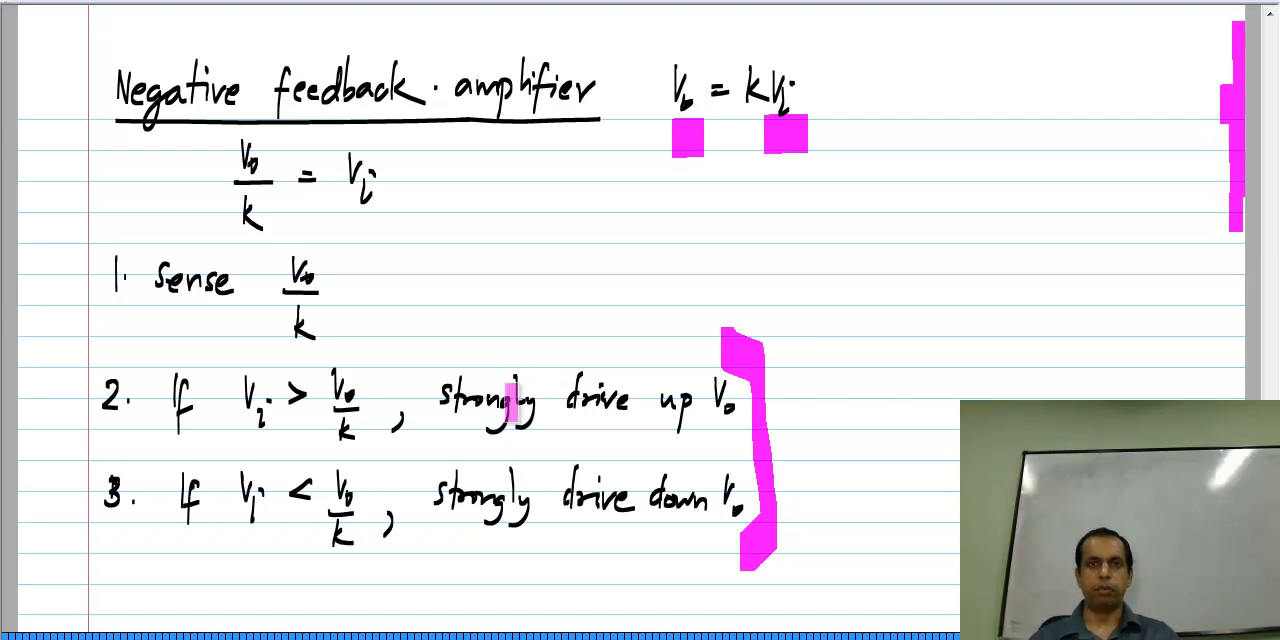 Negative feedback. amplifier Vo = kVi
Vo/k = Vi
1. Sense Vo/k
2. If Vi > Vo/k, strongly drive up Vo
3. If Vi < Vo/k, strongly drive down Vo